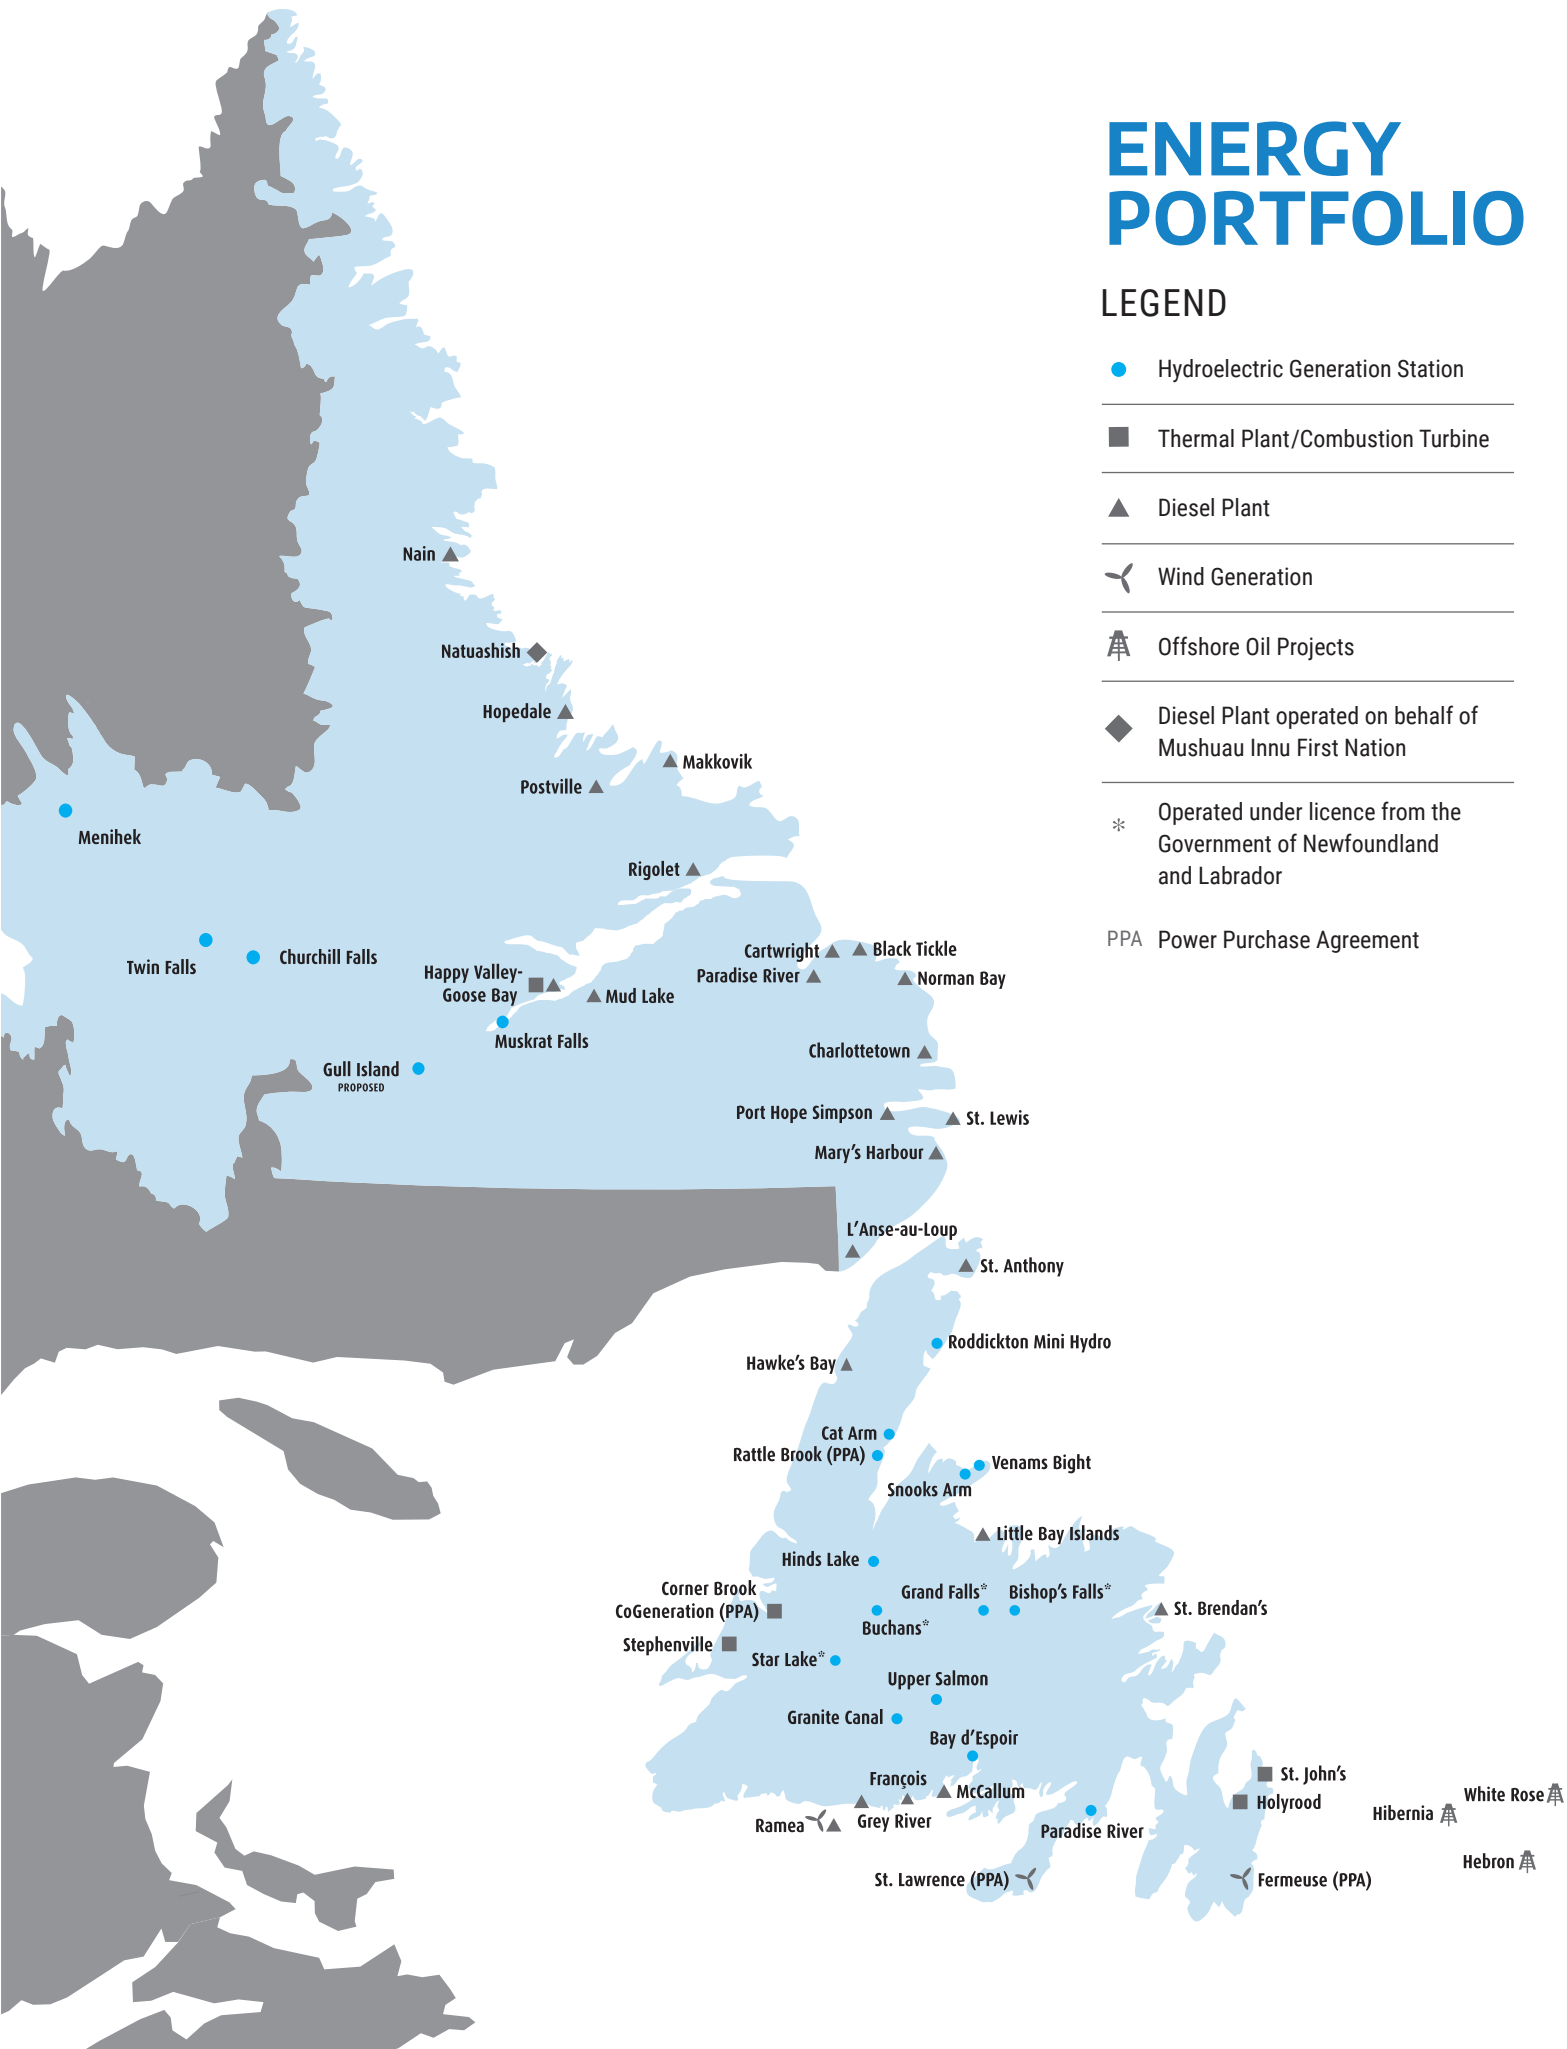 ENERGY
PORTFOLIO
LEGEND
Hydroelectric Generation Station
Thermal Plant/Combustion Turbine
Diesel Plant
Wind Generation
Offshore Oil Projects
Diesel Plant operated on behalf of
Mushuau Innu First Nation
* Operated under licence from the
Government of Newfoundland
and Labrador
PPA Power Purchase Agreement
Nain
Natuashish
Hopedale
Makkovik
Postville
Menihek
Rigolet
Twin Falls
Churchill Falls
Happy Valley-
Goose Bay
Mud Lake
Muskrat Falls
Gull Island
PROPOSED
Cartwright
Black Tickle
Paradise River
Norman Bay
Charlottetown
Port Hope Simpson
St. Lewis
Mary's Harbour
L'Anse-au-Loup
St. Anthony
Roddickton Mini Hydro
Hawke's Bay
Cat Arm
Rattle Brook (PPA)
Venams Bight
Snooks Arm
Little Bay Islands
Hinds Lake
Corner Brook
CoGeneration (PPA)
Grand Falls*
Bishop's Falls*
St. Brendan's
Buchans*
Stephenville
Star Lake*
Upper Salmon
Granite Canal
Bay d'Espoir
François
McCallum
Ramea
Grey River
Paradise River
St. Lawrence (PPA)
St. John's
Holyrood
Fermeuse (PPA)
White Rose
Hibernia
Hebron